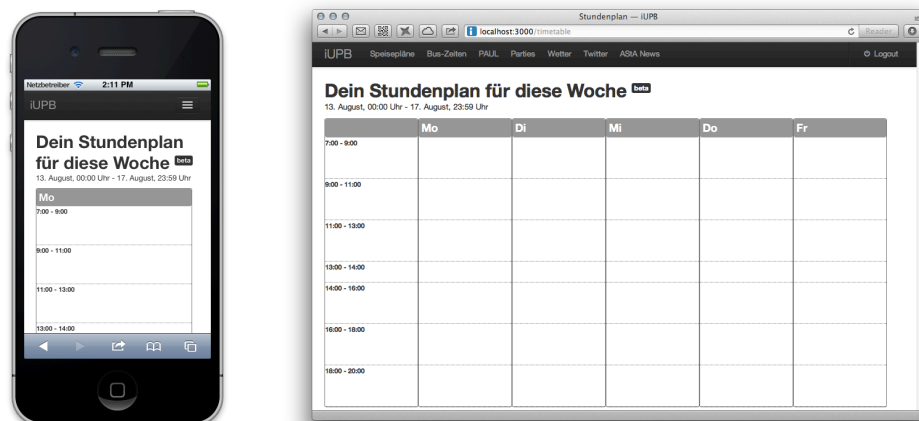 Netzbetreiber 2:11 PM
iUPB
Dein Stundenplan
für diese Woche beta
13. August, 00:00 Uhr - 17. August, 23:59 Uhr
Mo
7:00 - 9:00
9:00 - 11:00
11:00 - 13:00
13:00 - 14:00
Stundenplan — iUPB
localhost:3000/timetable
Reader
iUPB Speisepläne Bus-Zeiten PAUL Parties Wetter Twitter AStA News Logout
Dein Stundenplan für diese Woche beta
13. August, 00:00 Uhr - 17. August, 23:59 Uhr
Mo Di Mi Do Fr
7:00 - 9:00
9:00 - 11:00
11:00 - 13:00
13:00 - 14:00
14:00 - 16:00
16:00 - 18:00
18:00 - 20:00